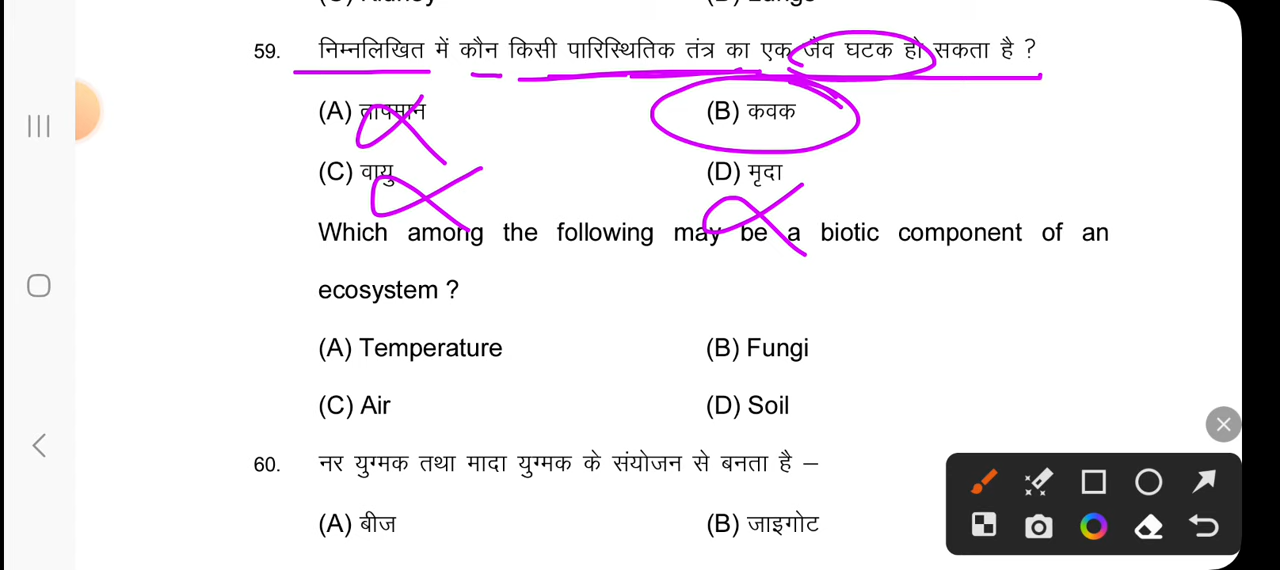 59. निम्नलिखित में कौन किसी पारिस्थितिक तंत्र का एक जैव घटक हो सकता है ?
(A) तापमान (B) कवक
(C) वायु (D) मृदा
Which among the following may be a biotic component of an
ecosystem ?
(A) Temperature (B) Fungi
(C) Air (D) Soil
60. नर युग्मक तथा मादा युग्मक के संयोजन से बनता है –
(A) बीज (B) जाइगोट